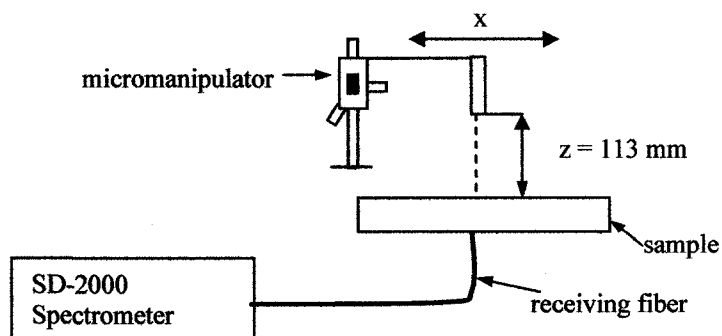 x
micromanipulator
z = 113 mm
sample
SD-2000
Spectrometer
receiving fiber